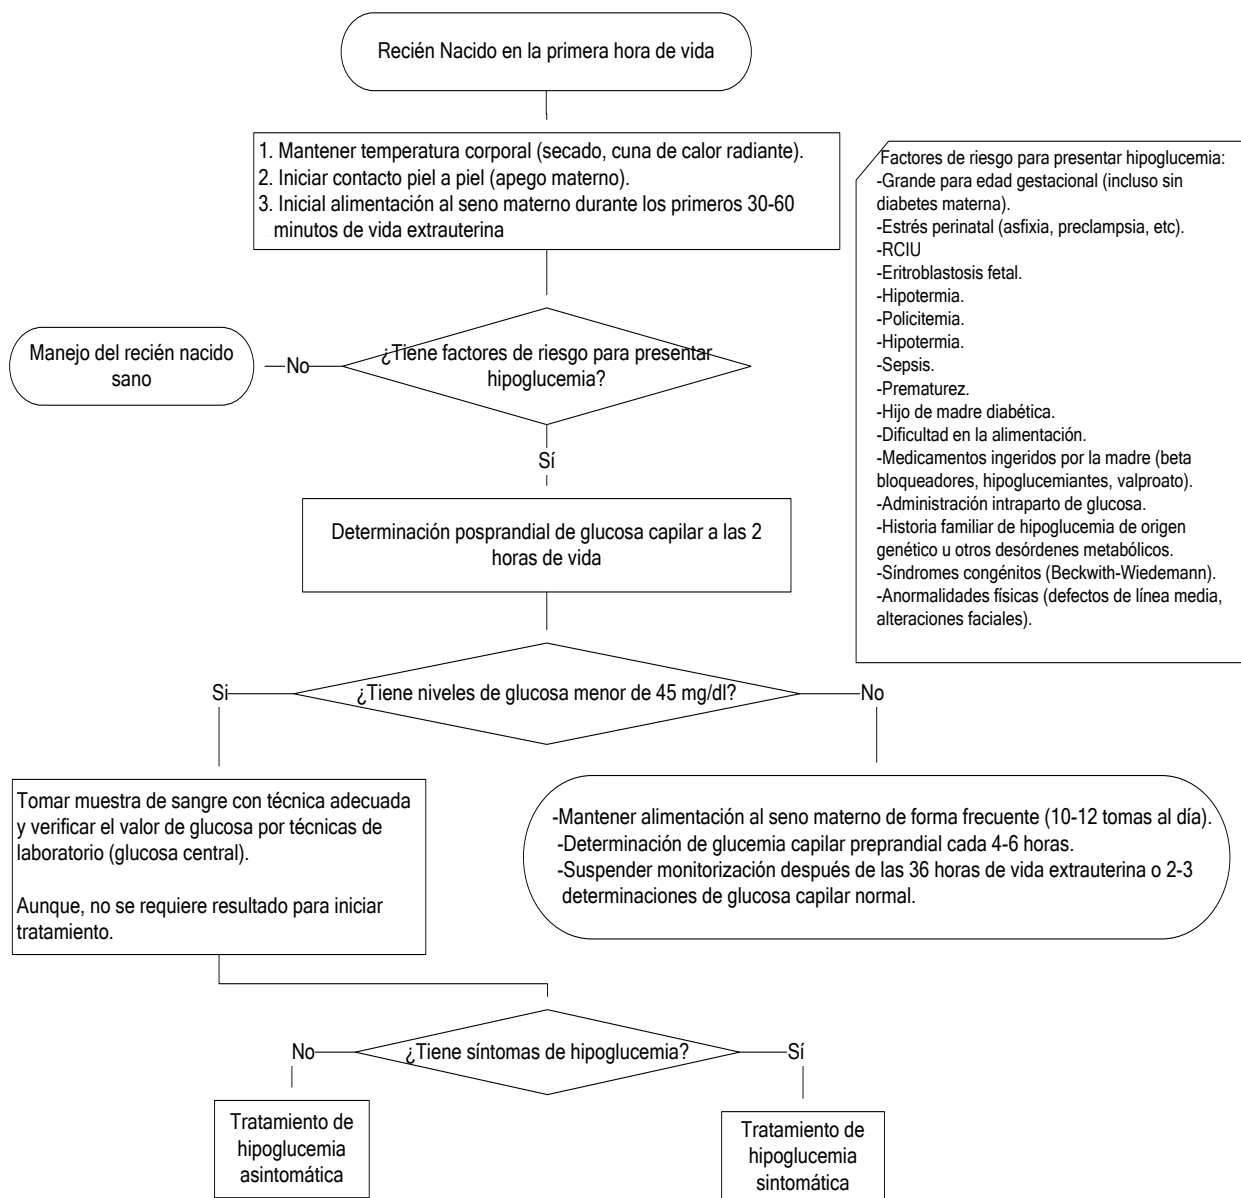 Recién Nacido en la primera hora de vida
1. Mantener temperatura corporal (secado, cuna de calor radiante).
2. Iniciar contacto piel a piel (apego materno).
3. Inicial alimentación al seno materno durante los primeros 30-60
minutos de vida extrauterina
Factores de riesgo para presentar hipoglucemia:
-Grande para edad gestacional (incluso sin
diabetes materna).
-Estrés perinatal (asfixia, preclampsia, etc).
-RCIU
-Eritroblastosis fetal.
-Hipotermia.
-Policitemia.
-Hipotermia.
-Sepsis.
-Prematurez.
-Hijo de madre diabética.
-Dificultad en la alimentación.
-Medicamentos ingeridos por la madre (beta
bloqueadores, hipoglucemiantes, valproato).
-Administración intraparto de glucosa.
-Historia familiar de hipoglucemia de origen
genético u otros desórdenes metabólicos.
-Síndromes congénitos (Beckwith-Wiedemann).
-Anormalidades físicas (defectos de línea media,
alteraciones faciales).
¿Tiene factores de riesgo para presentar
hipoglucemia?
No
Manejo del recién nacido
sano
Sí
Determinación posprandial de glucosa capilar a las 2
horas de vida
¿Tiene niveles de glucosa menor de 45 mg/dl?
Si
No
Tomar muestra de sangre con técnica adecuada
y verificar el valor de glucosa por técnicas de
laboratorio (glucosa central).
Aunque, no se requiere resultado para iniciar
tratamiento.
-Mantener alimentación al seno materno de forma frecuente (10-12 tomas al día).
-Determinación de glucemia capilar preprandial cada 4-6 horas.
-Suspender monitorización después de las 36 horas de vida extrauterina o 2-3
determinaciones de glucosa capilar normal.
¿Tiene síntomas de hipoglucemia?
No
Sí
Tratamiento de
hipoglucemia
asintomática
Tratamiento de
hipoglucemia
sintomática